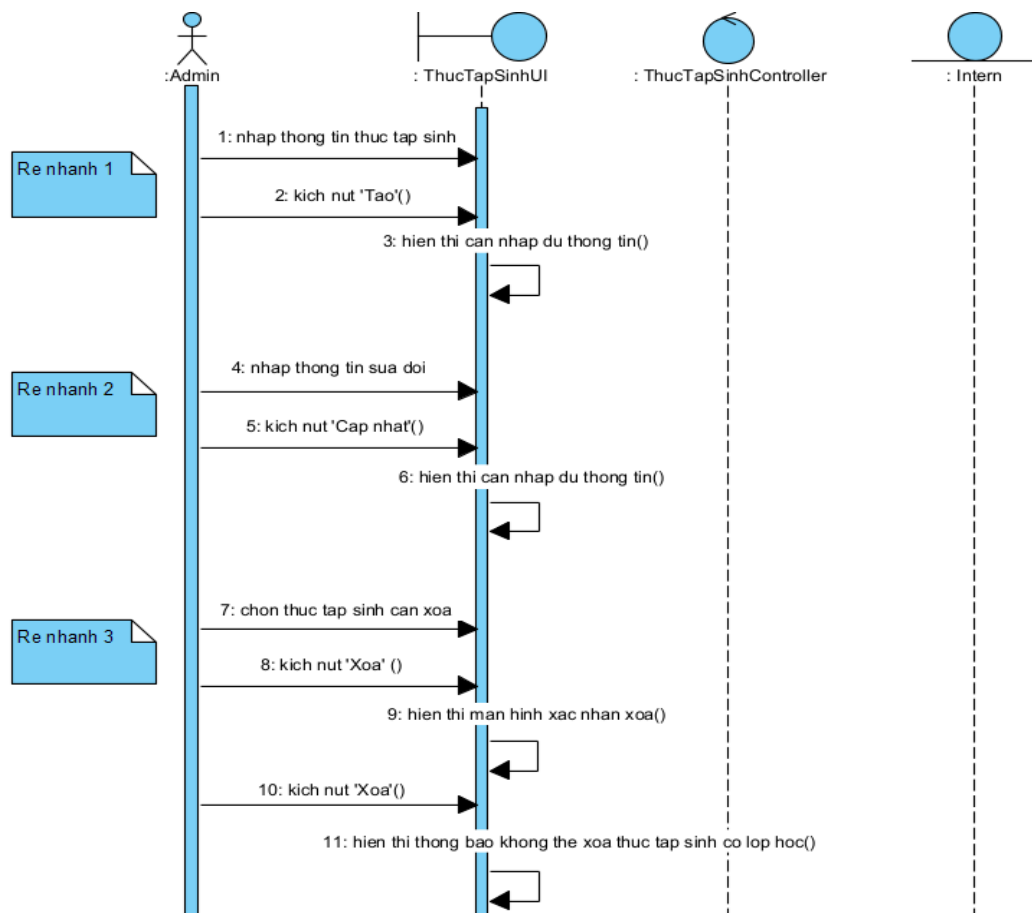 :Admin
: ThucTapSinhUI
: ThucTapSinhController
: Intern
Re nhanh 1
1: nhap thong tin thuc tap sinh
2: kich nut 'Tao'()
3: hien thi can nhap du thong tin()
Re nhanh 2
4: nhap thong tin sua doi
5: kich nut 'Cap nhat'()
6: hien thi can nhap du thong tin()
Re nhanh 3
7: chon thuc tap sinh can xoa
8: kich nut 'Xoa' ()
9: hien thi man hinh xac nhan xoa()
10: kich nut 'Xoa'()
11: hien thi thong bao khong the xoa thuc tap sinh co lop hoc()